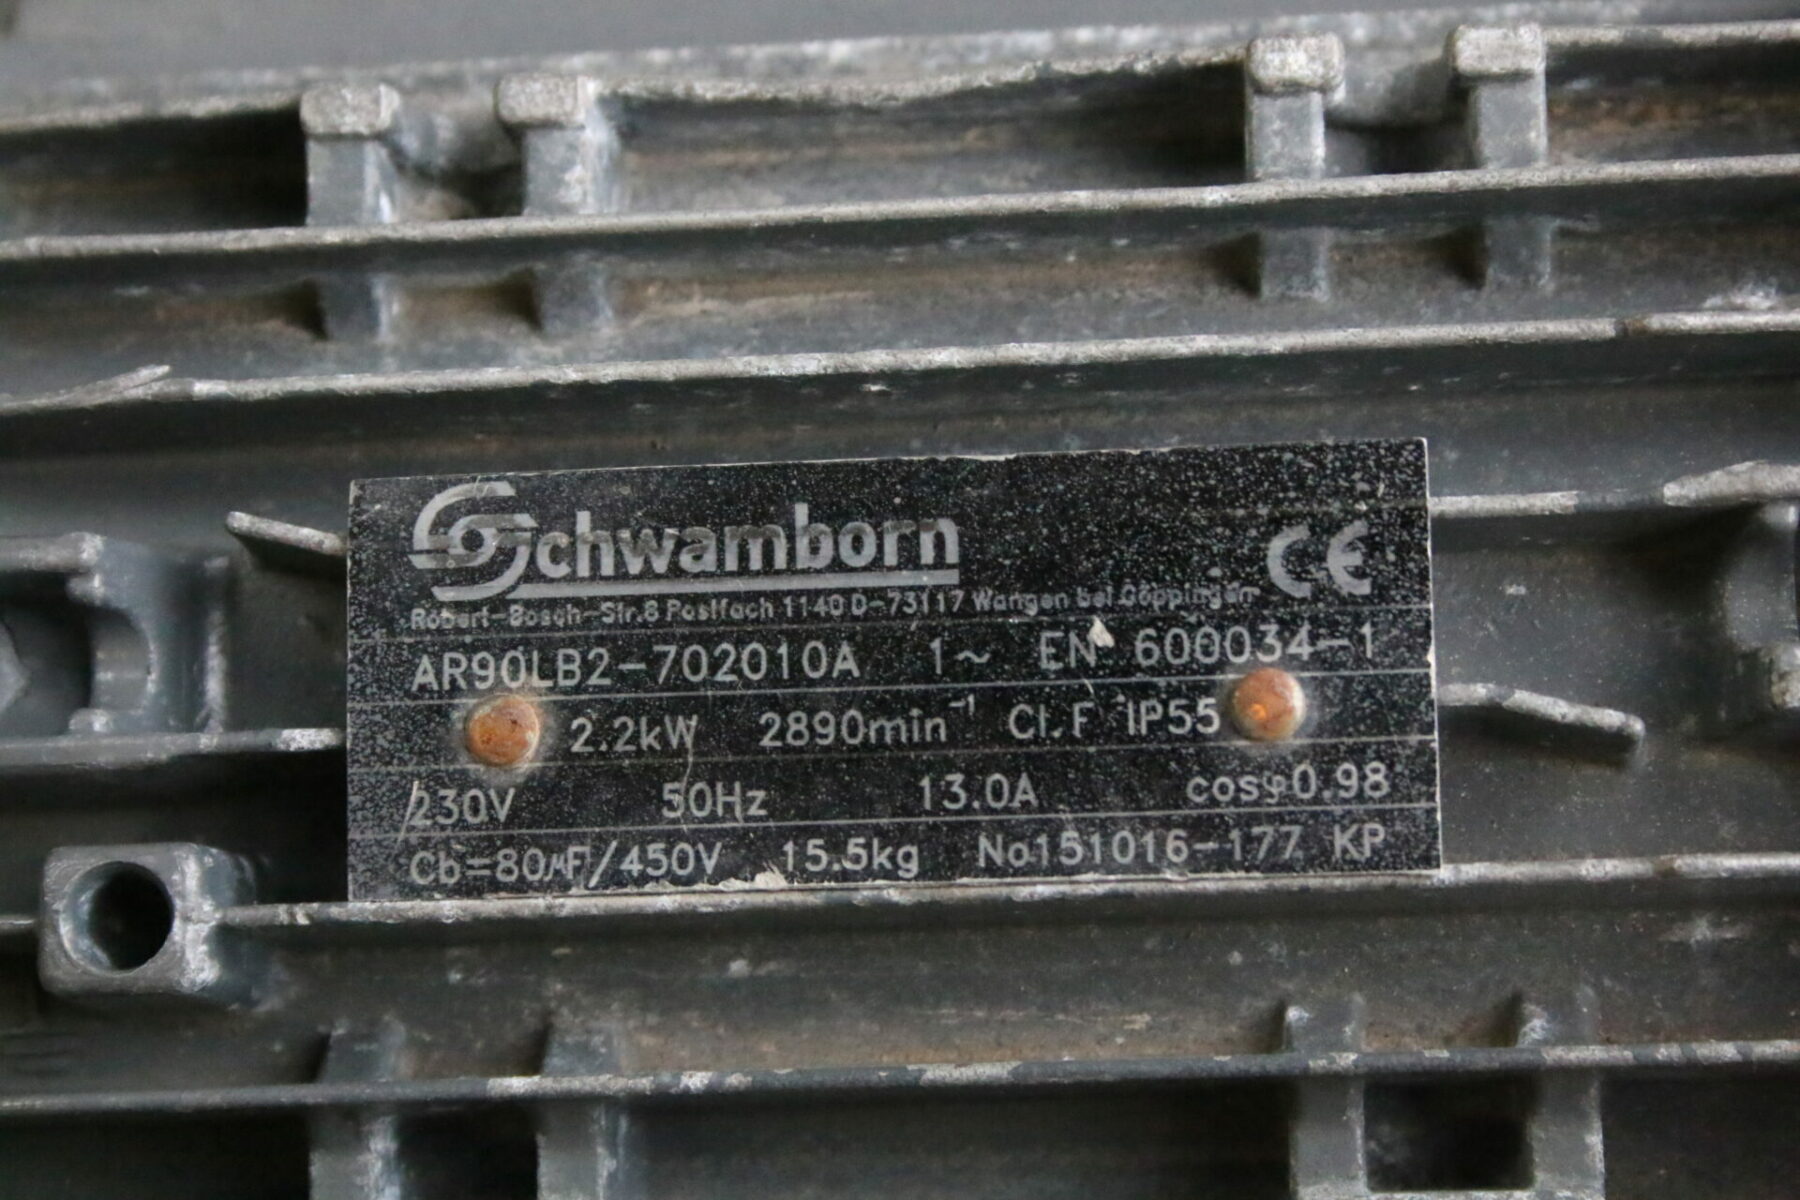 Schwamborn CE
Robert-Bosch-Str.8 Postfach 1140 D-73117 Wangen bei Göppingen
AR90LB2-702010A 1~ EN 600034-1
2.2kW 2890min⁻¹ Cl.F IP55
230V 50Hz 13.0A cosφ0.98
Cb=80µF/450V 15.5kg No151016-177 KP